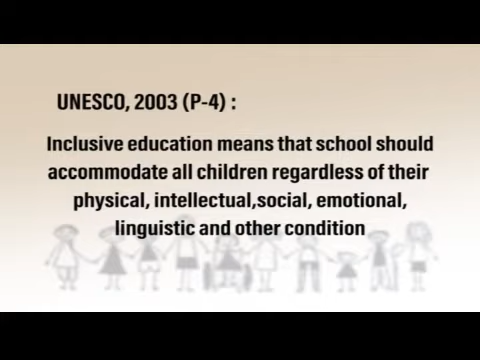 UNESCO, 2003 (P-4) :
Inclusive education means that school should
accommodate all children regardless of their
physical, intellectual,social, emotional,
linguistic and other condition